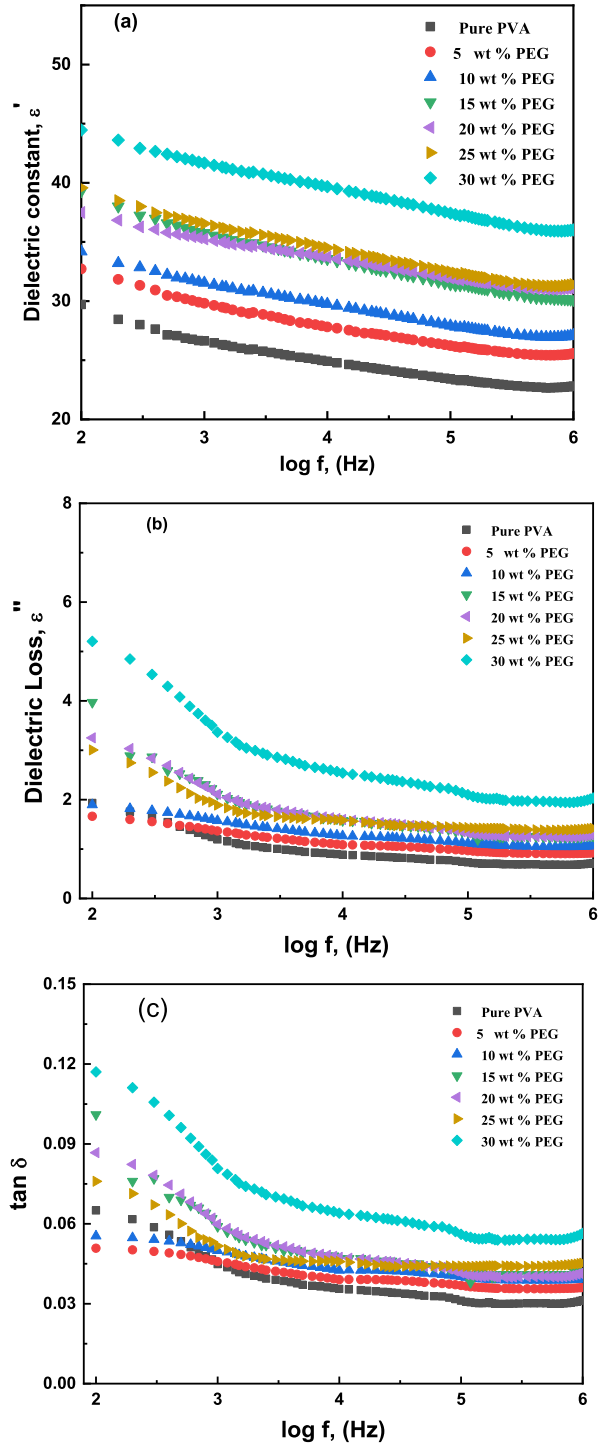 (a)
Pure PVA
5 wt % PEG
10 wt % PEG
15 wt % PEG
20 wt % PEG
25 wt % PEG
30 wt % PEG
50
40
30
20
Dielectric constant, ε'
2 3 4 5 6
log f, (Hz)
(b)
Pure PVA
5 wt % PEG
10 wt % PEG
15 wt % PEG
20 wt % PEG
25 wt % PEG
30 wt % PEG
8
6
4
2
0
Dielectric Loss, ε"
2 3 4 5 6
log f, (Hz)
(c)
Pure PVA
5 wt % PEG
10 wt % PEG
15 wt % PEG
20 wt % PEG
25 wt % PEG
30 wt % PEG
0.15
0.12
0.09
0.06
0.03
0.00
tan δ
2 3 4 5 6
log f, (Hz)